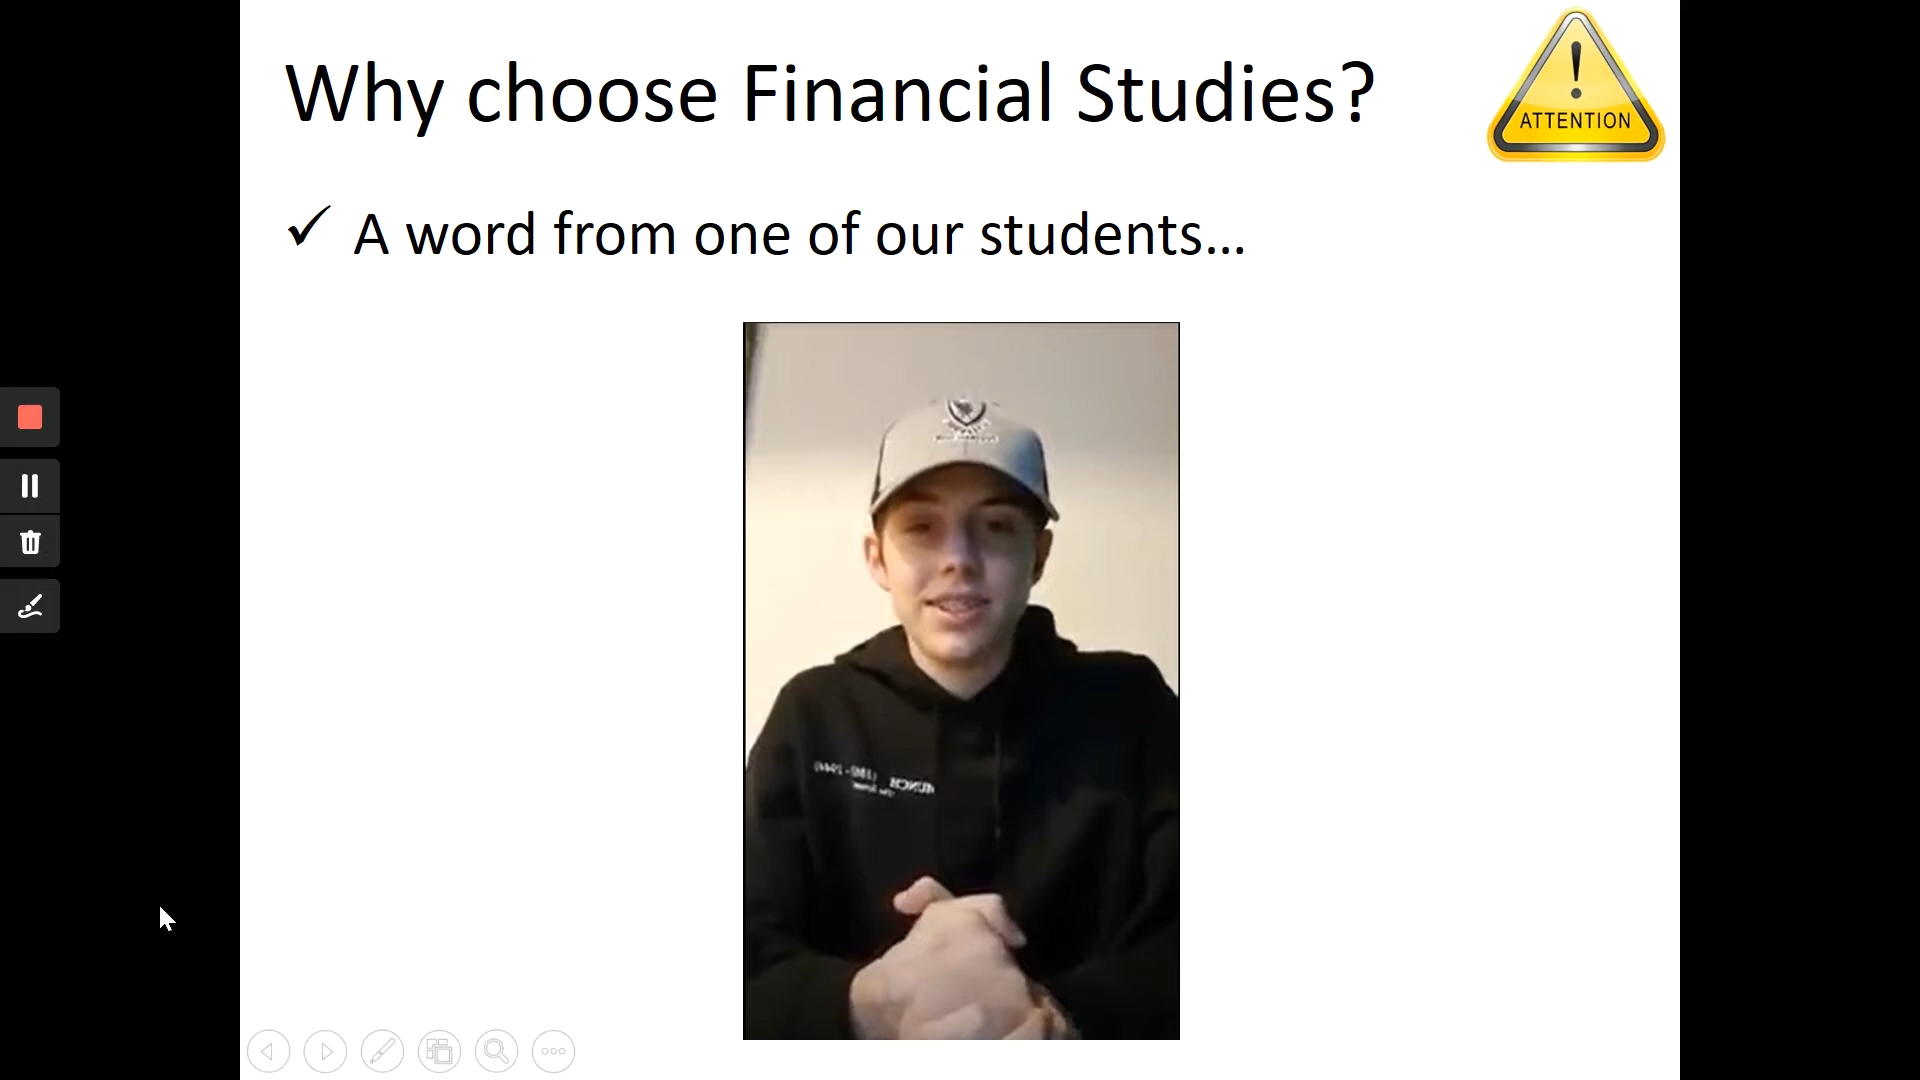 Why choose Financial Studies?
ATTENTION
✓ A word from one of our students...